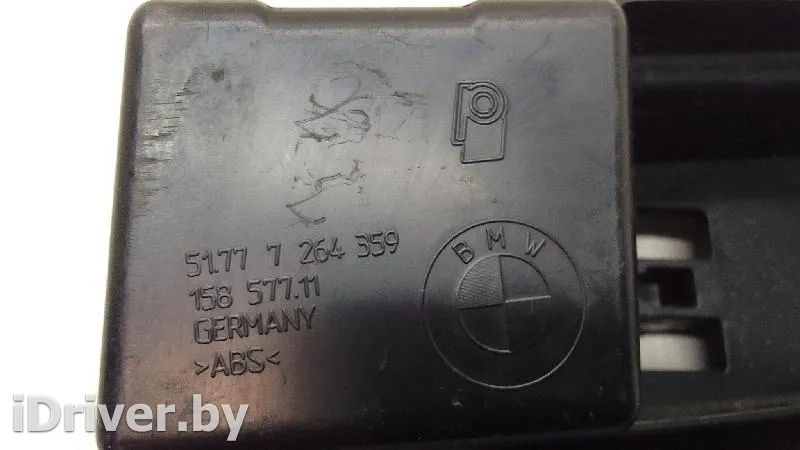 51.77 7 264 359
158 577.11
GERMANY
>ABS<
BMW
iDriver.by